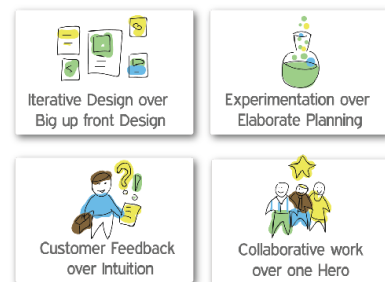 Iterative Design over
Big up front Design
Experimentation over
Elaborate Planning
Customer Feedback
over Intuition
Collaborative work
over one Hero